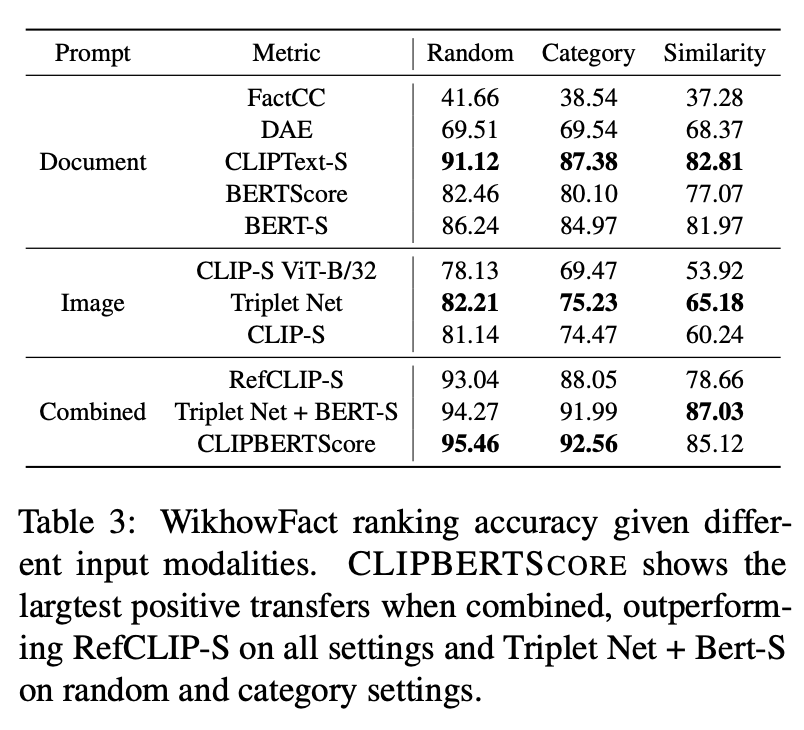 Prompt Metric Random Category Similarity
FactCC 41.66 38.54 37.28
DAE 69.51 69.54 68.37
Document CLIPText-S 91.12 87.38 82.81
BERTScore 82.46 80.10 77.07
BERT-S 86.24 84.97 81.97
CLIP-S ViT-B/32 78.13 69.47 53.92
Image Triplet Net 82.21 75.23 65.18
CLIP-S 81.14 74.47 60.24
RefCLIP-S 93.04 88.05 78.66
Combined Triplet Net + BERT-S 94.27 91.99 87.03
CLIPBERTScore 95.46 92.56 85.12
Table 3: WikhowFact ranking accuracy given differ-
ent input modalities. CLIPBERTSCORE shows the
largtest positive transfers when combined, outperform-
ing RefCLIP-S on all settings and Triplet Net + Bert-S
on random and category settings.